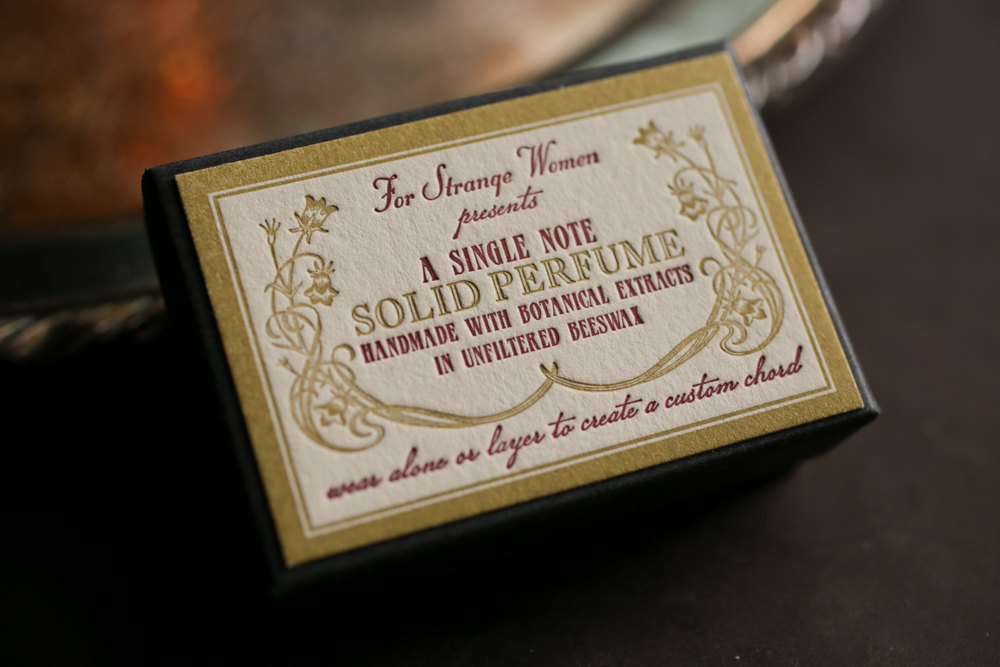 For Strange Women
presents
A SINGLE NOTE
SOLID PERFUME
HANDMADE WITH BOTANICAL EXTRACTS
IN UNFILTERED BEESWAX
wear alone or layer to create a custom chord